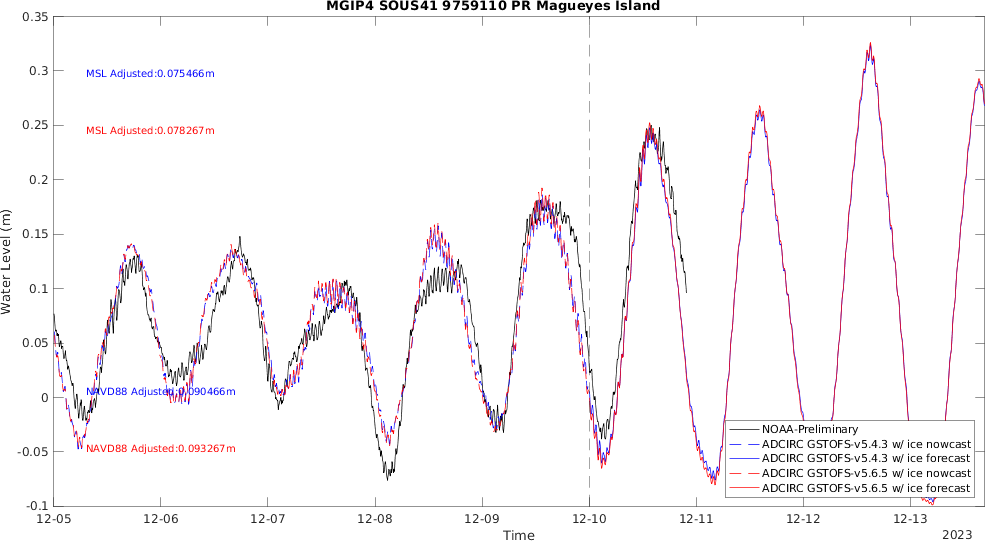 MGIP4 SOUS41 9759110 PR Magueyes Island
0.35
0.3
0.25
0.2
0.15
0.1
0.05
0
-0.05
-0.1
Water Level (m)
MSL Adjusted:0.075466m
MSL Adjusted:0.078267m
NAVD88 Adjusted:0.090466m
NAVD88 Adjusted:0.093267m
NOAA-Preliminary
ADCIRC GSTOFS-v5.4.3 w/ ice nowcast
ADCIRC GSTOFS-v5.4.3 w/ ice forecast
ADCIRC GSTOFS-v5.6.5 w/ ice nowcast
ADCIRC GSTOFS-v5.6.5 w/ ice forecast
12-05 12-06 12-07 12-08 12-09 12-10 12-11 12-12 12-13
Time
2023